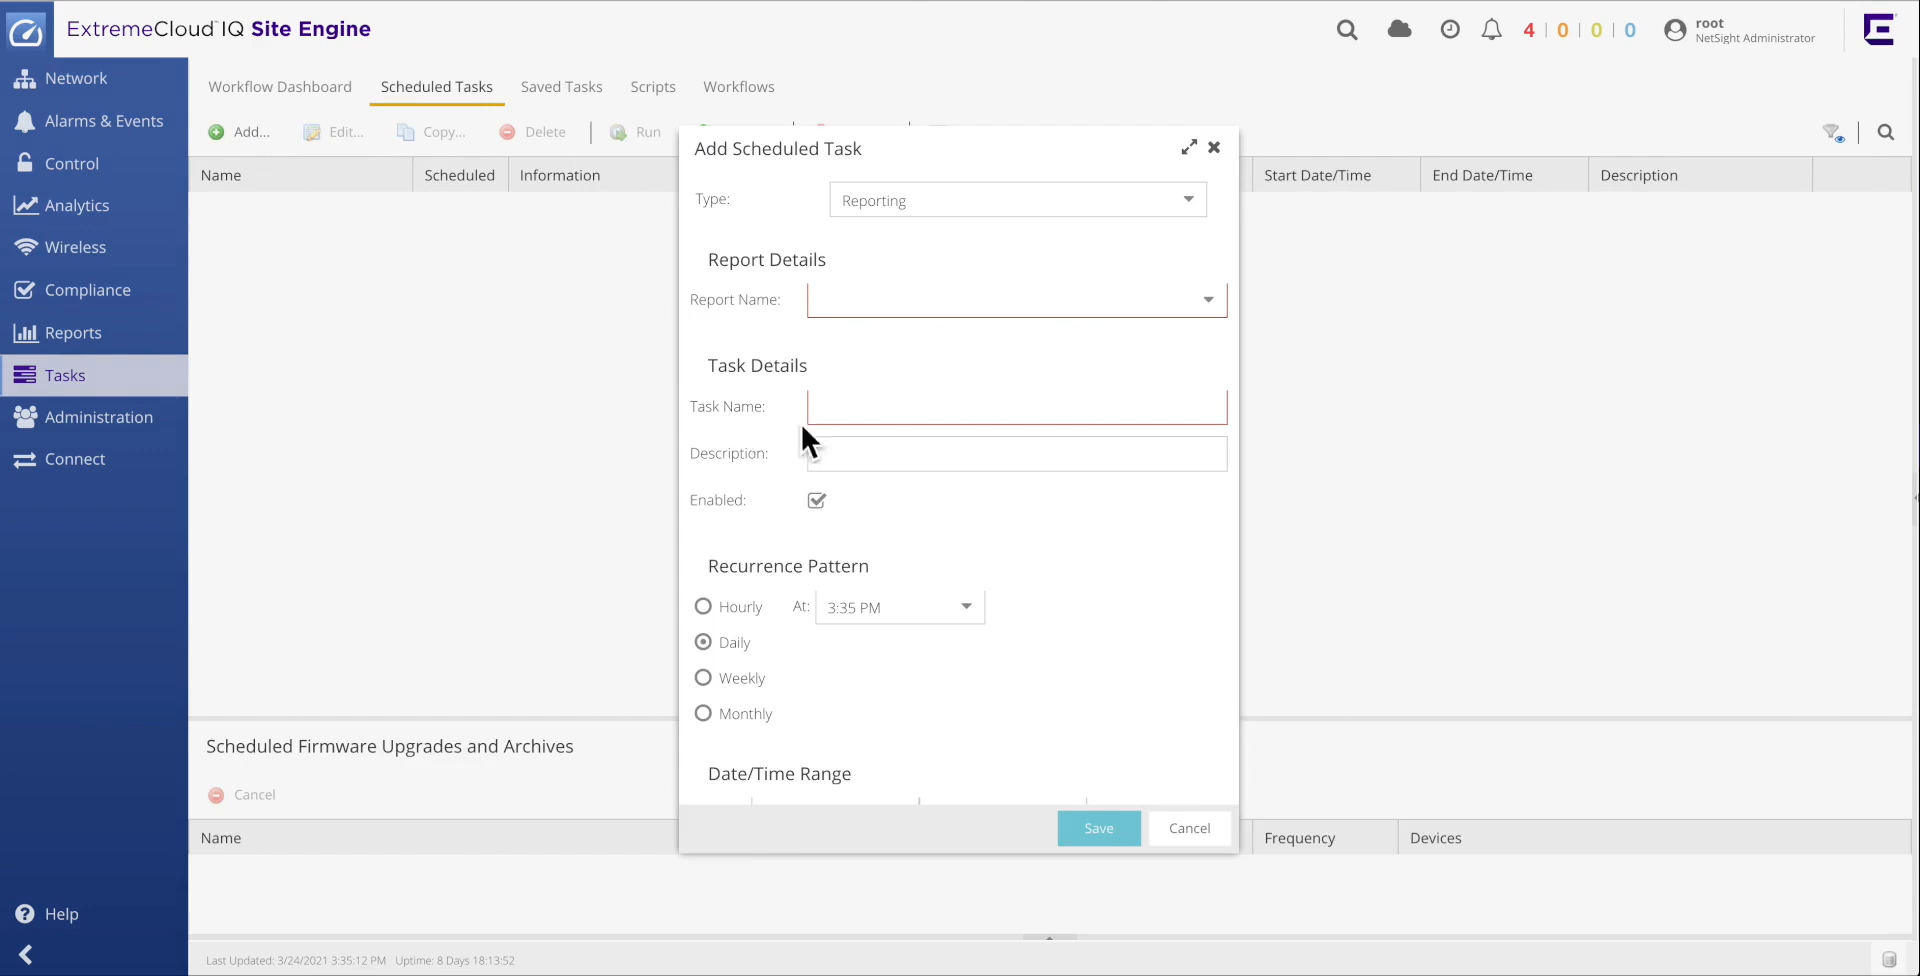 ExtremeCloud™ IQ Site Engine
4 | 0 | 0 | 0
root
NetSight Administrator
Network
Alarms & Events
Control
Analytics
Wireless
Compliance
Reports
Tasks
Administration
Connect
Help
Workflow Dashboard
Scheduled Tasks
Saved Tasks
Scripts
Workflows
Add...
Edit...
Copy...
Delete
Run
Name
Scheduled
Information
Start Date/Time
End Date/Time
Description
Add Scheduled Task
Type:
Reporting
Report Details
Report Name:
Task Details
Task Name:
Description:
Enabled:
Recurrence Pattern
Hourly
At:
3:35 PM
Daily
Weekly
Monthly
Date/Time Range
Save
Cancel
Scheduled Firmware Upgrades and Archives
Cancel
Name
Frequency
Devices
Last Updated: 3/24/2021 3:35:12 PM Uptime: 8 Days 18:13:52